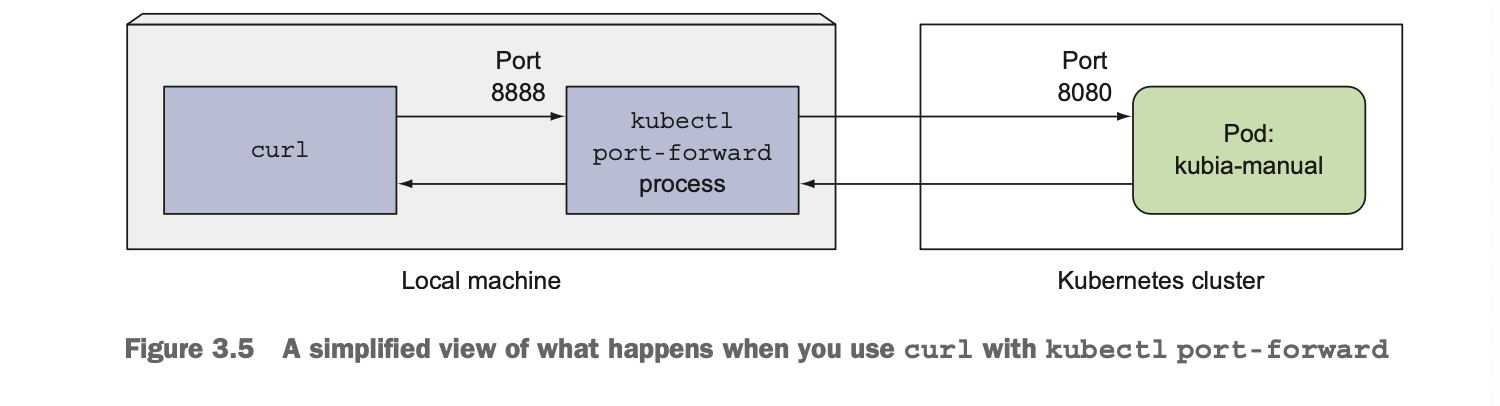 Port
8888
Port
8080
curl
kubectl
port-forward
process
Pod:
kubia-manual
Local machine
Kubernetes cluster
Figure 3.5 A simplified view of what happens when you use curl with kubectl port-forward